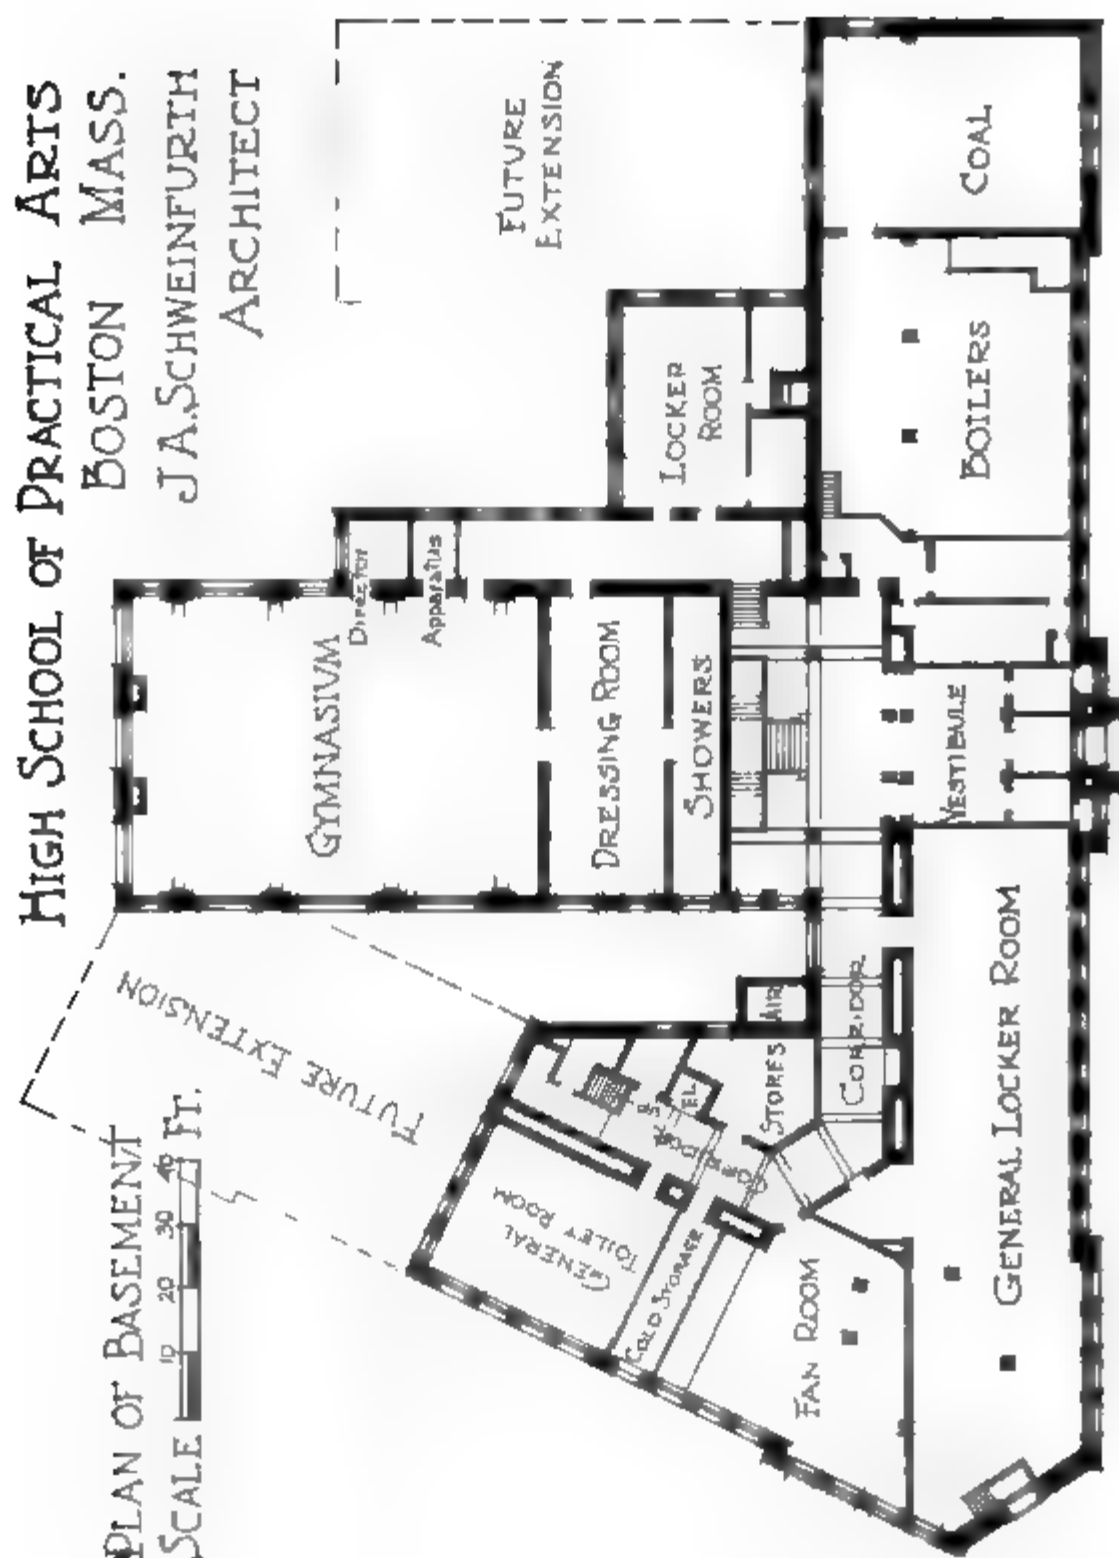 HIGH SCHOOL OF PRACTICAL ARTS
BOSTON MASS.
J A. SCHWEINFURTH
ARCHITECT
PLAN OF BASEMENT
SCALE 10 20 30 40 FT.
FUTURE EXTENSION
FUTURE
EXTENSION
GYMNASIUM
Director
Apparatus
DRESSING ROOM
SHOWERS
LOCKER
ROOM
GENERAL
TOILET ROOM
CORRIDOR
EL
STORES
AIR
COLD STORAGE
FAN ROOM
CORRIDOR
VESTIBULE
GENERAL LOCKER ROOM
BOILERS
COAL